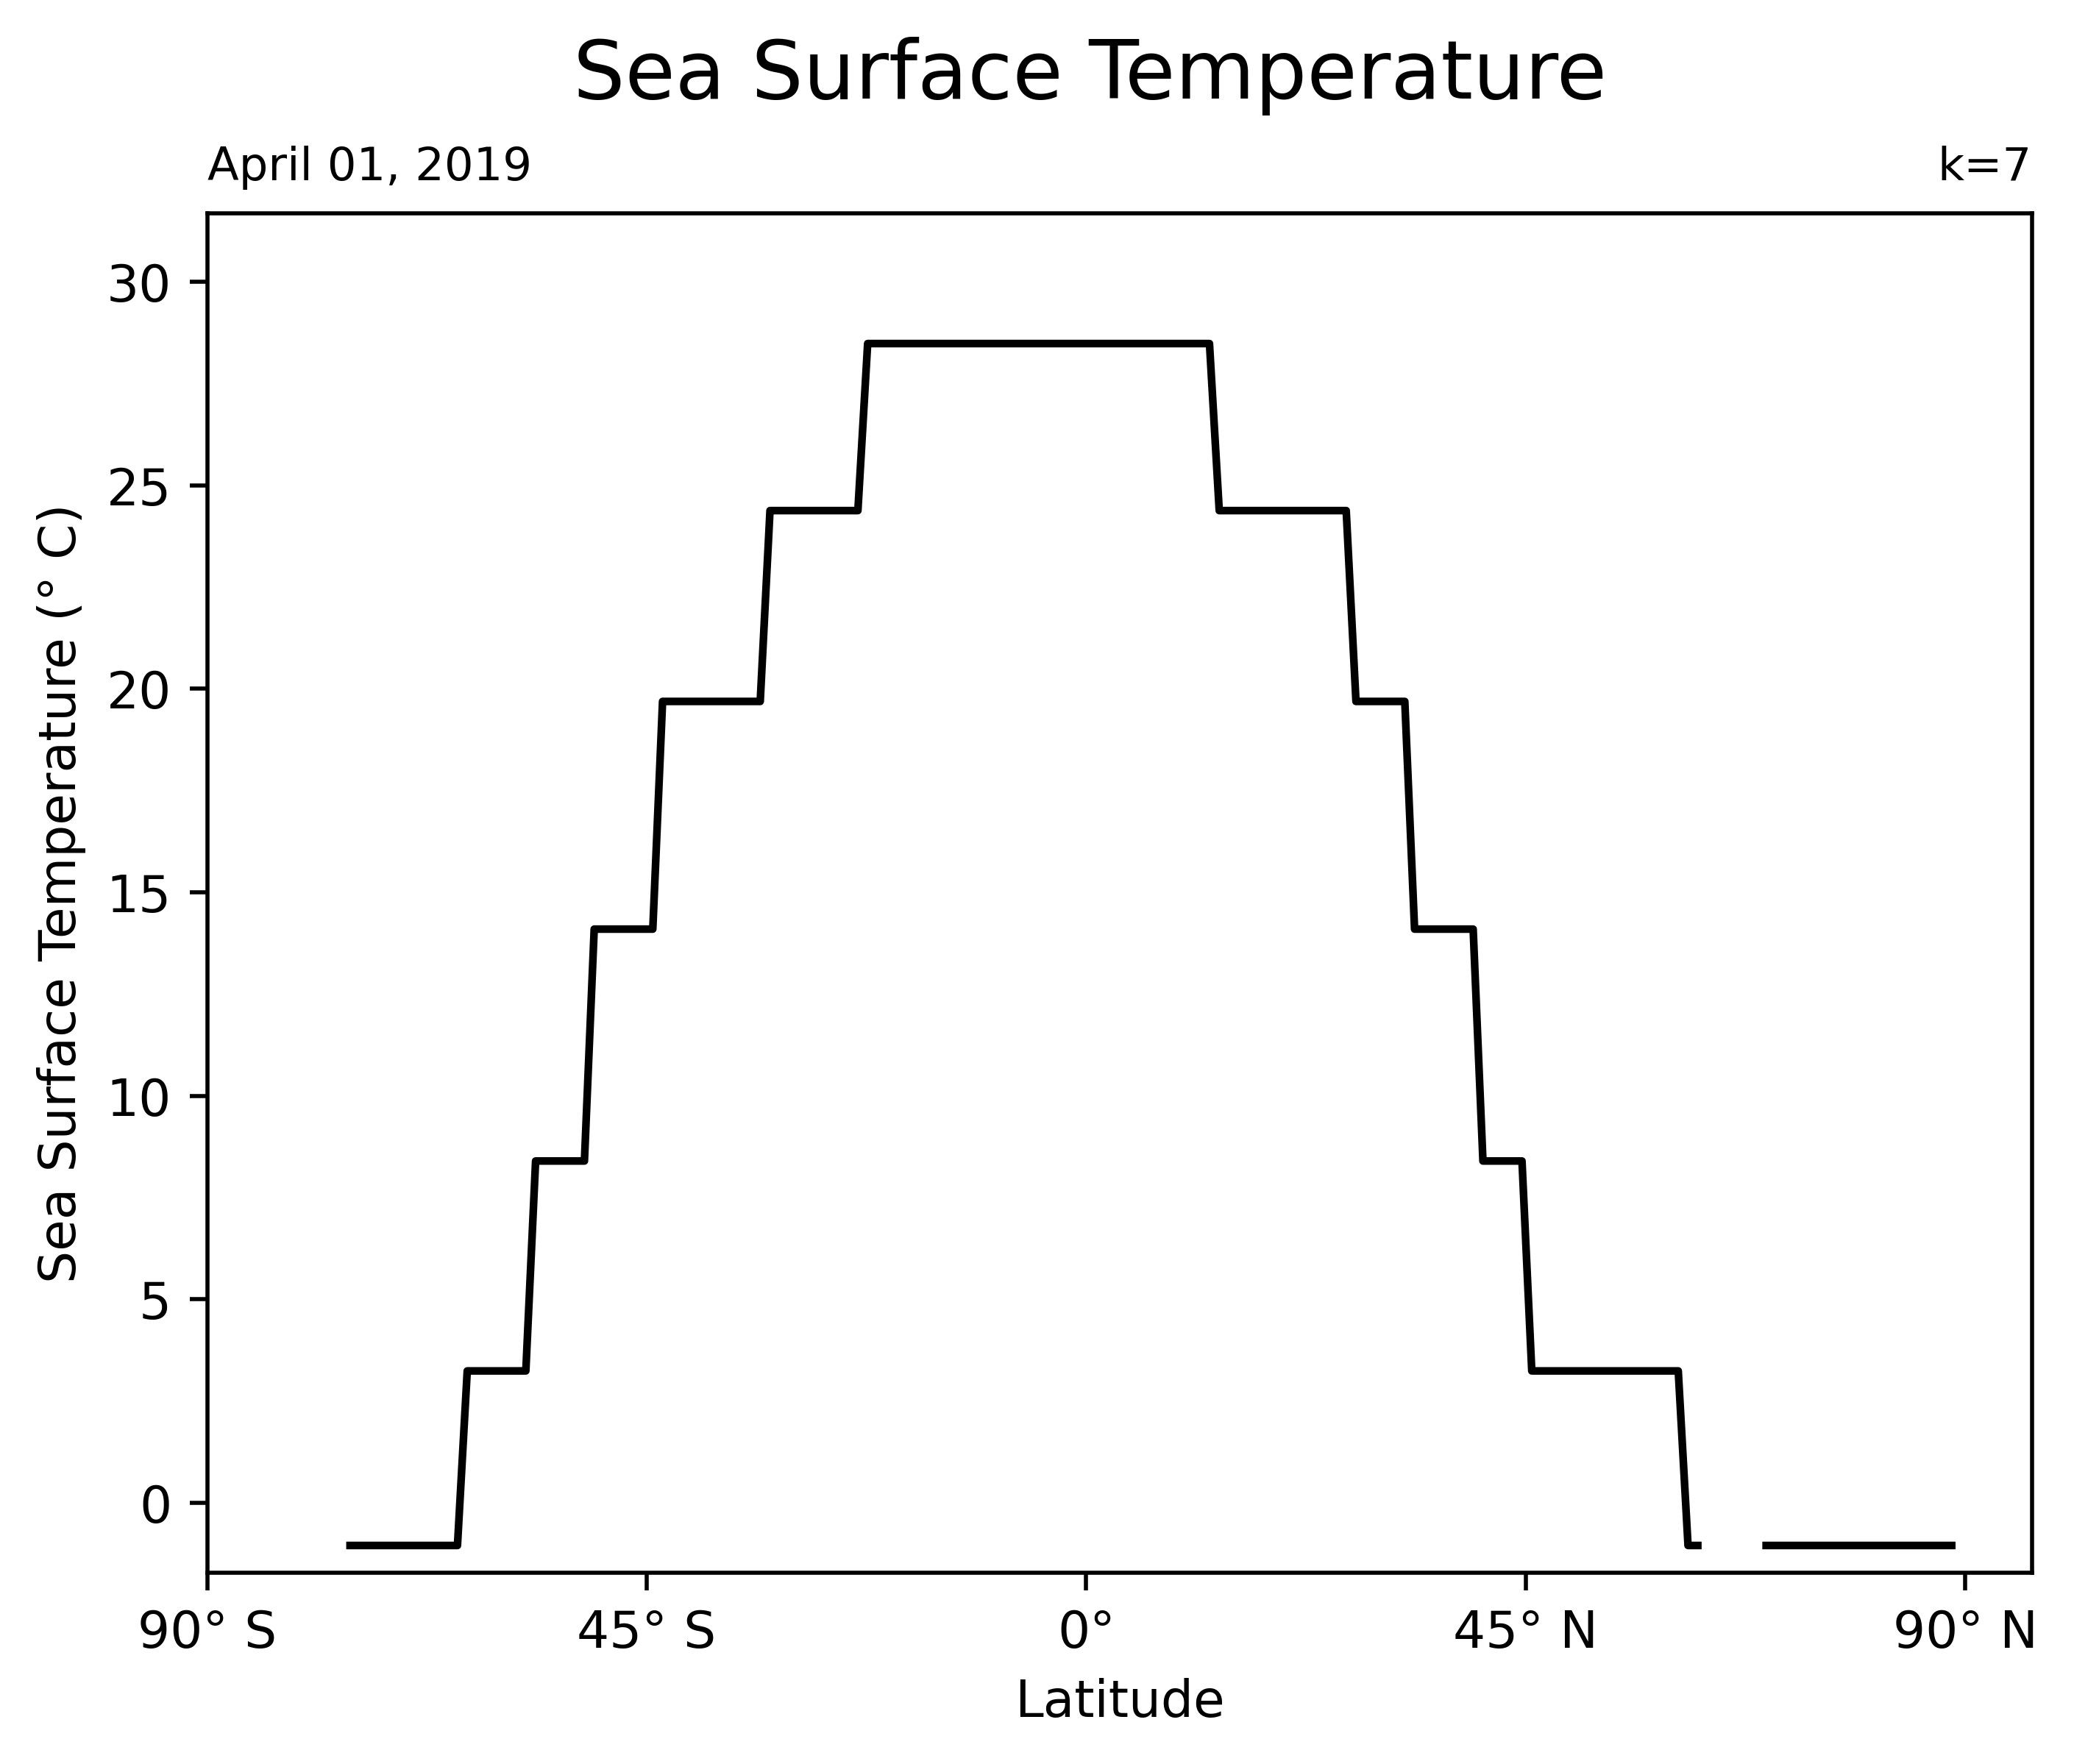 Sea Surface Temperature
April 01, 2019
k=7
30
25
20
15
10
5
0
Sea Surface Temperature (° C)
90° S
45° S
0°
45° N
90° N
Latitude